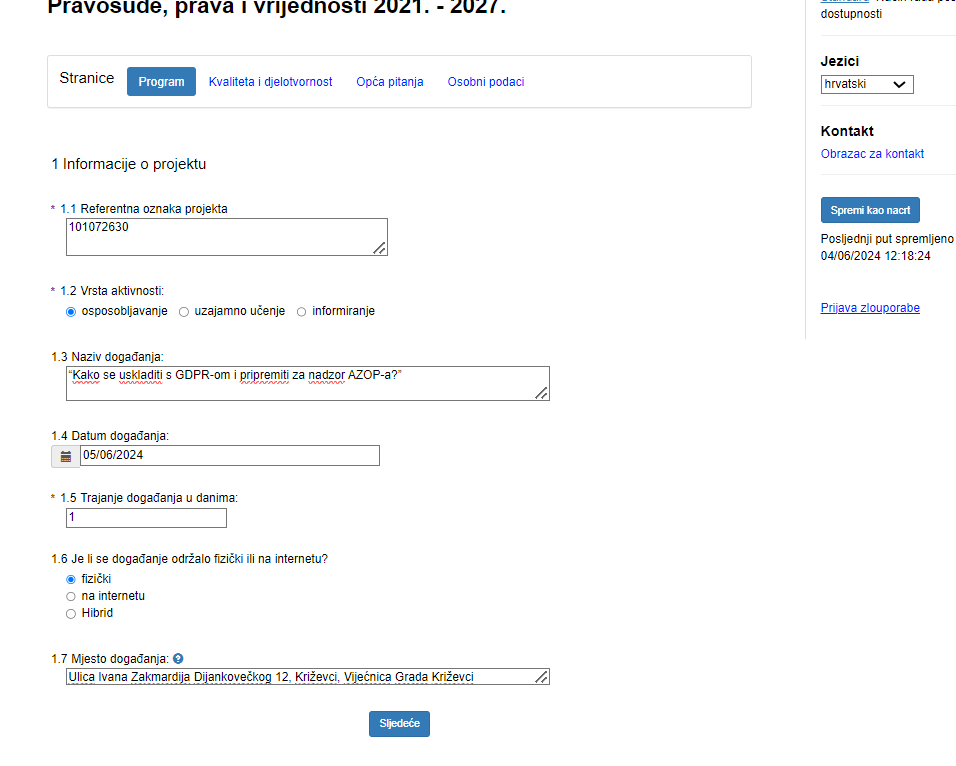 Pravosuđe, prava i vrijednosti 2021. - 2027.
Stranice Program Kvaliteta i djelotvornost Opća pitanja Osobni podaci
1 Informacije o projektu
* 1.1 Referentna oznaka projekta
101072630
* 1.2 Vrsta aktivnosti:
osposobljavanje uzajamno učenje informiranje
1.3 Naziv događanja:
"Kako se uskladiti s GDPR-om i pripremiti za nadzor AZOP-a?"
1.4 Datum događanja:
05/06/2024
* 1.5 Trajanje događanja u danima:
1
1.6 Je li se događanje održalo fizički ili na internetu?
fizički
na internetu
Hibrid
1.7 Mjesto događanja:
Ulica Ivana Zakmardija Dijankovečkog 12, Križevci, Vijećnica Grada Križevci
Sljedeće
dostupnosti
Jezici
hrvatski
Kontakt
Obrazac za kontakt
Spremi kao nacrt
Posljednji put spremljeno
04/06/2024 12:18:24
Prijava zlouporabe